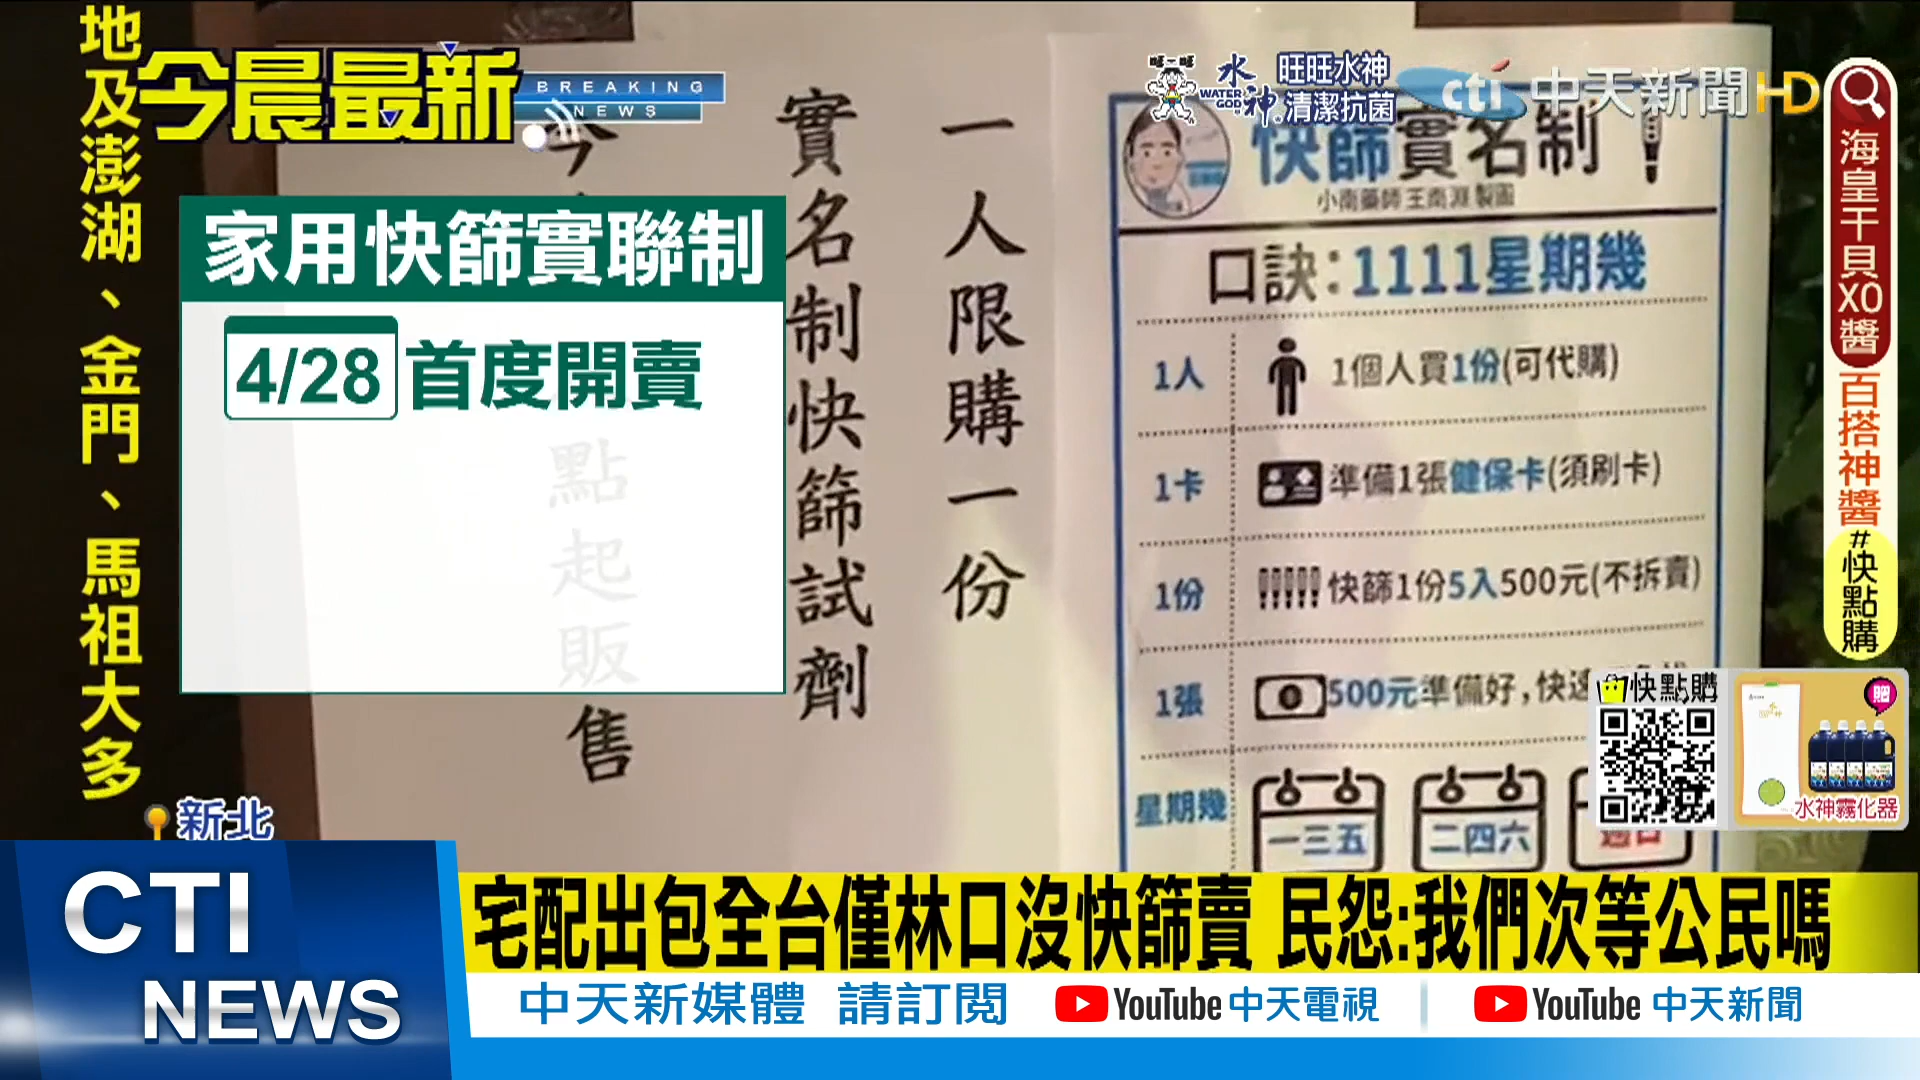 地及澎湖、金門、馬祖大多
今晨最新
BREAKING
NEWS
旺旺水神
清潔抗菌
水神
WATER GOD
cti 中天新聞HD
海皇干貝XO醬
百搭神醬
#快點購
家用快篩實聯制
4/28 首度開賣
一人限購一份
實名制快篩試劑
點起販售
快篩實名制
小南藥師 王南淵 製圖
口訣:1111星期幾
1人 1個人買1份(可代購)
1卡 準備1張健保卡(須刷卡)
1份 快篩1份5入500元(不拆賣)
1張 500元準備好,快速
星期幾 一三五 二四六
快點購
水神霧化器
新北
CTI
NEWS
宅配出包全台僅林口沒快篩賣 民怨:我們次等公民嗎
中天新媒體 請訂閱 YouTube 中天電視 YouTube 中天新聞